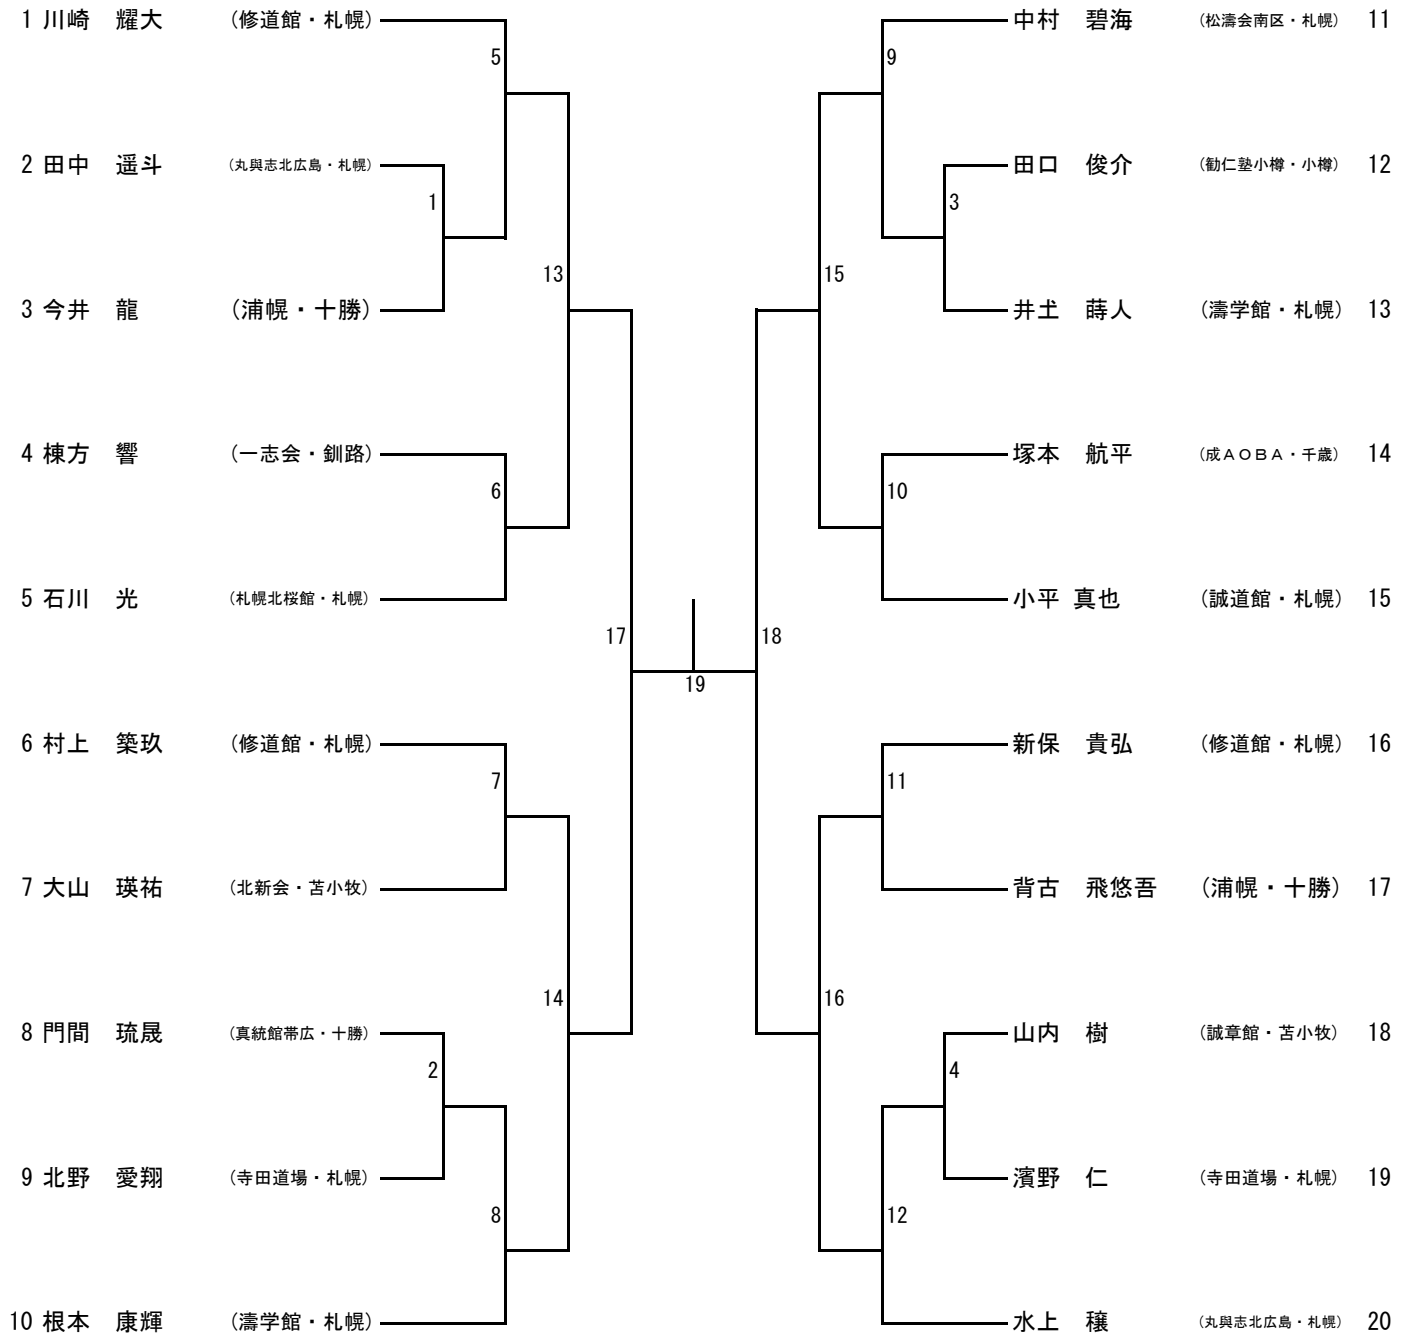 1 川崎　耀大 (修道館・札幌)
5
2 田中　遥斗 (丸與志北広島・札幌)
1
13
3 今井　龍 (浦幌・十勝)
4 棟方　響 (一志会・釧路)
6
5 石川　光 (札幌北桜館・札幌)
17
6 村上　築玖 (修道館・札幌)
7
7 大山　瑛祐 (北新会・苫小牧)
14
8 門間　琉晟 (真統館帯広・十勝)
2
9 北野　愛翔 (寺田道場・札幌)
8
10 根本　康輝 (濤学館・札幌)
19
中村　碧海 (松濤会南区・札幌) 11
9
田口　俊介 (勧仁塾小樽・小樽) 12
3
15
井圡　蒔人 (濤学館・札幌) 13
塚本　航平 (成ＡＯＢＡ・千歳) 14
10
小平 真也 (誠道館・札幌) 15
18
新保　貴弘 (修道館・札幌) 16
11
背古　飛悠吾 (浦幌・十勝) 17
16
山内　樹 (誠章館・苫小牧) 18
4
濱野　仁 (寺田道場・札幌) 19
12
水上　穣 (丸與志北広島・札幌) 20